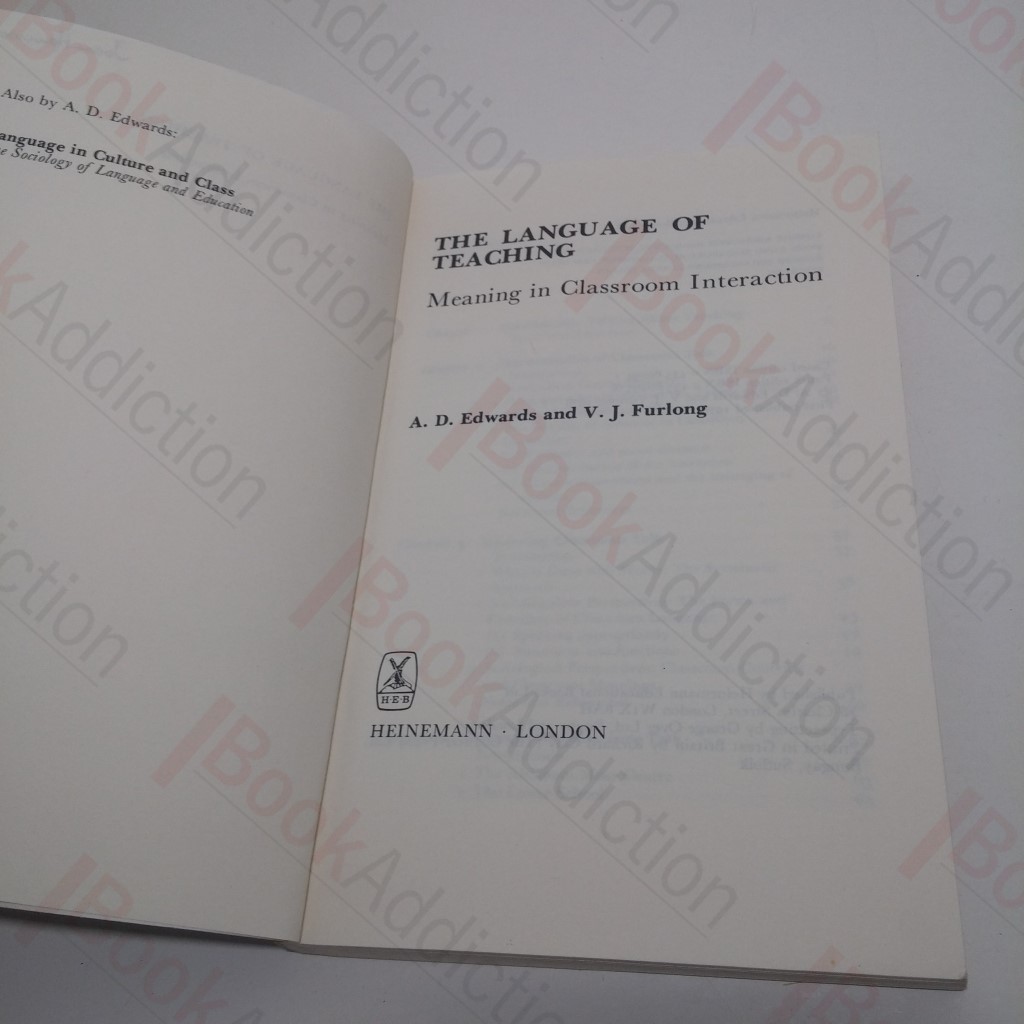 Also by A. D. Edwards:
anguage in Culture and Class
e Sociology of Language and Education
THE LANGUAGE OF
TEACHING
Meaning in Classroom Interaction
A. D. Edwards and V. J. Furlong
H·E·B
HEINEMANN · LONDON
BookAddiction